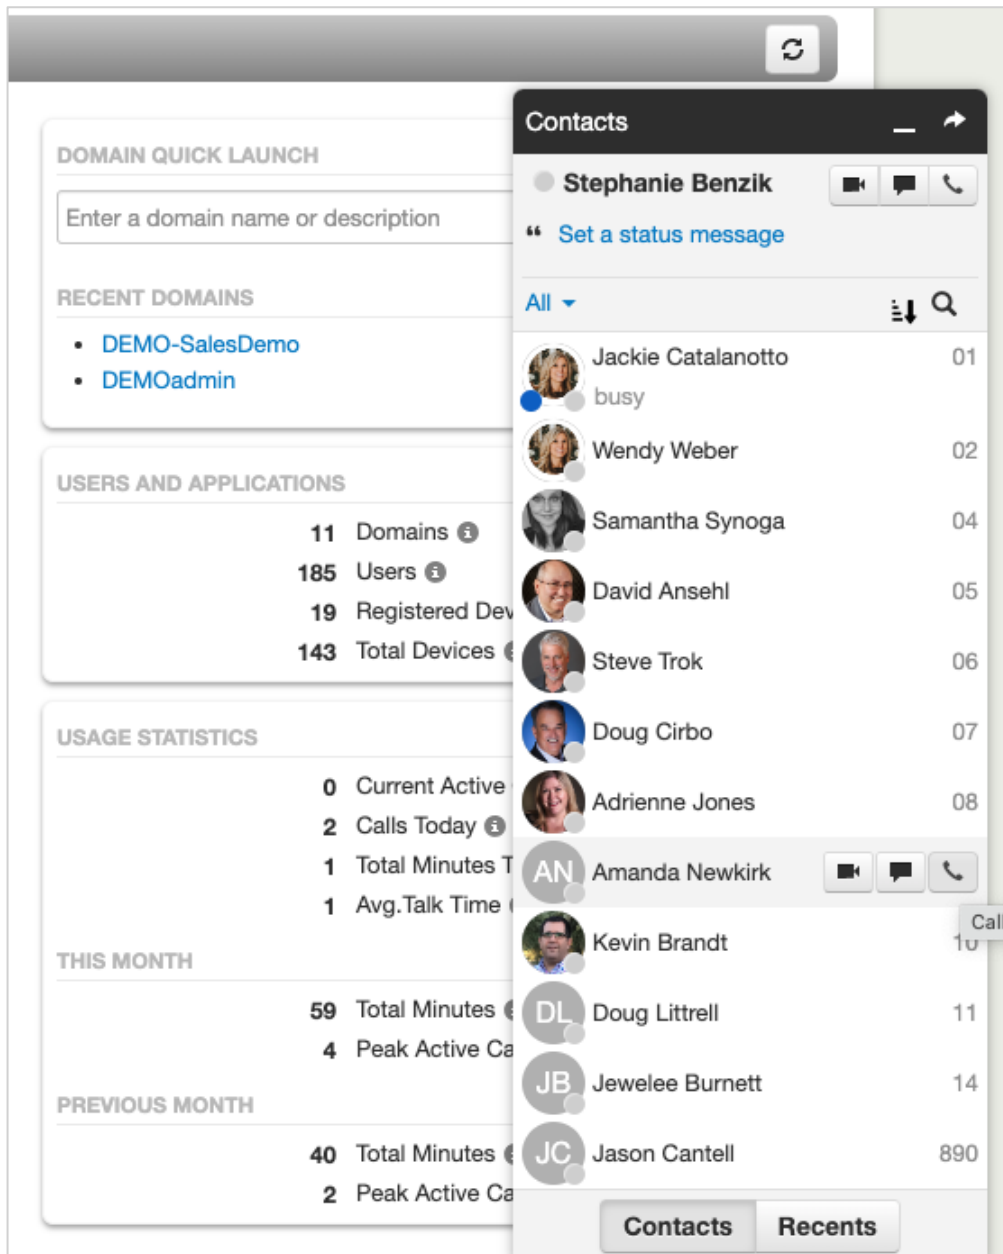 DOMAIN QUICK LAUNCH
Enter a domain name or description
RECENT DOMAINS
DEMO-SalesDemo
DEMOadmin
USERS AND APPLICATIONS
11 Domains
185 Users
19 Registered Dev
143 Total Devices
USAGE STATISTICS
0 Current Active
2 Calls Today
1 Total Minutes T
1 Avg.Talk Time
THIS MONTH
59 Total Minutes
4 Peak Active Ca
PREVIOUS MONTH
40 Total Minutes
2 Peak Active Ca
Contacts
Stephanie Benzik
“ Set a status message
All
Jackie Catalanotto 01
busy
Wendy Weber 02
Samantha Synoga 04
David Ansehl 05
Steve Trok 06
Doug Cirbo 07
Adrienne Jones 08
AN Amanda Newkirk
Call
Kevin Brandt 10
DL Doug Littrell 11
JB Jewelee Burnett 14
JC Jason Cantell 890
Contacts Recents